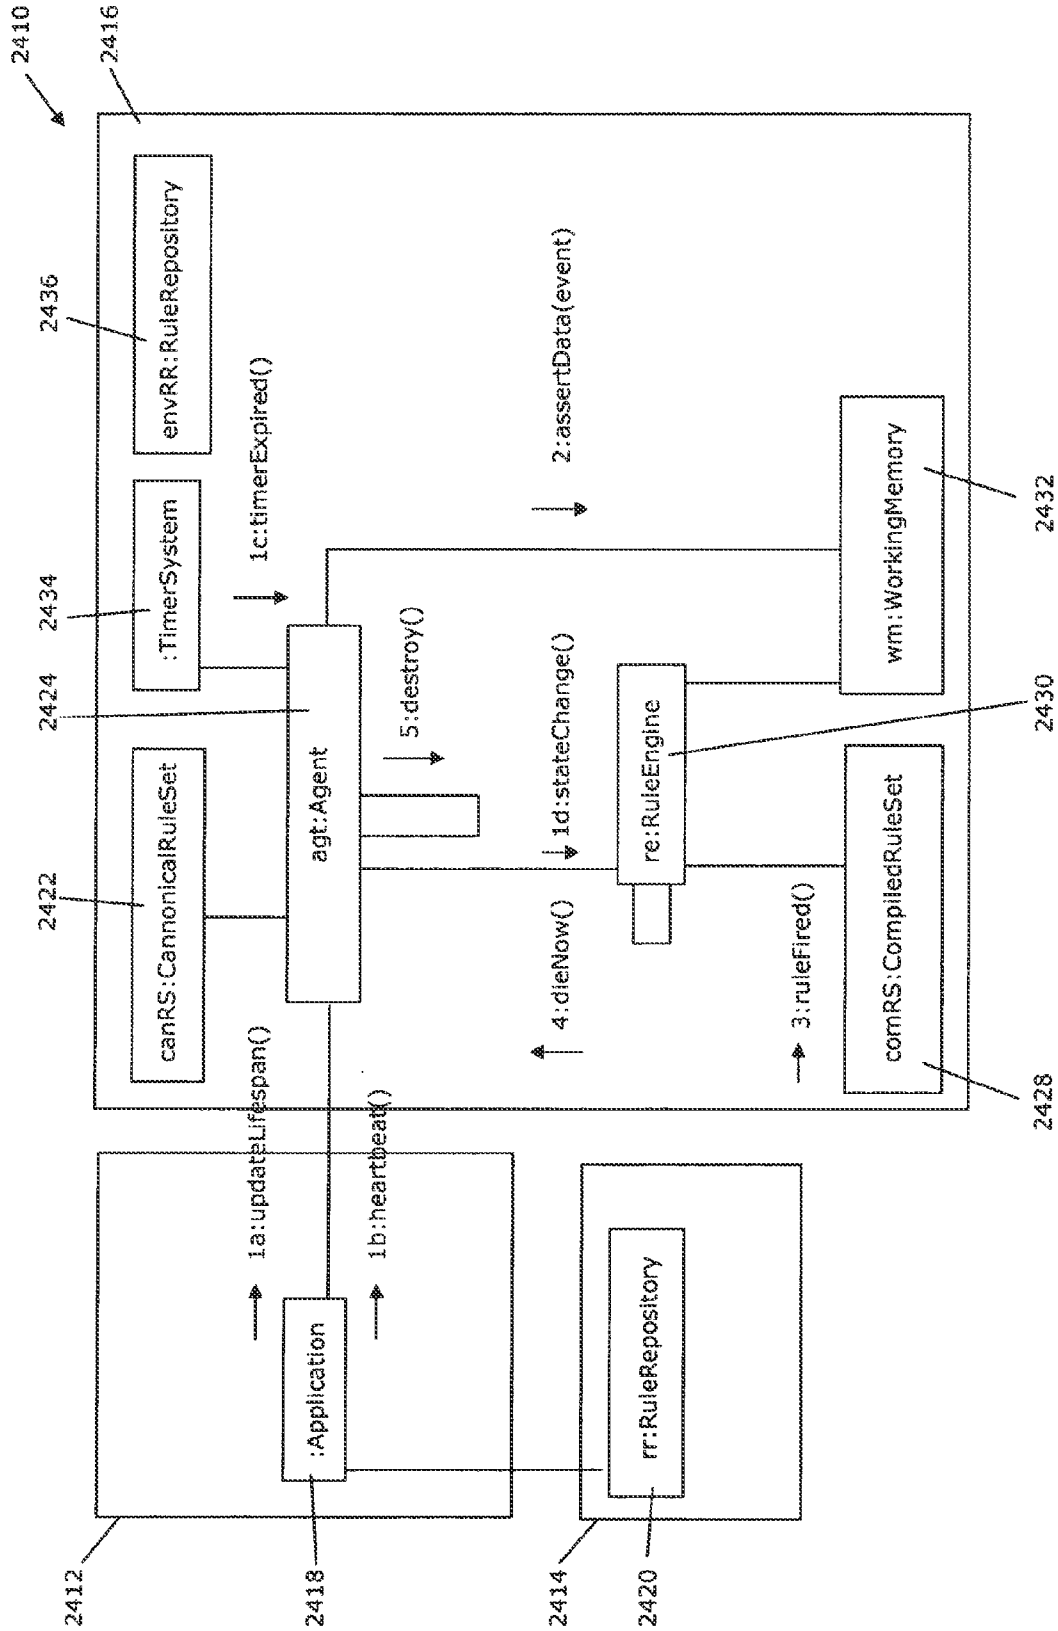 2410
2416
2436
envRR:RuleRepository
2434
:TimerSystem
1c:timerExpired()
2424
2422
canRS:CannonicalRuleSet
agt:Agent
5:destroy()
2:assertData(event)
1a:updateLifespan()
1b:heartbeat()
4:dieNow()
1d:stateChange()
re:RuleEngine
3:ruleFired()
comRS:CompiledRuleSet
wm:WorkingMemory
2432
2430
2428
:Application
rr:RuleRepository
2412
2418
2414
2420